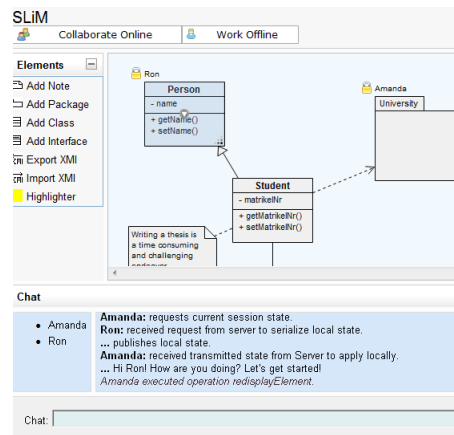 SLiM
Collaborate Online
Work Offline
Elements
Add Note
Add Package
Add Class
Add Interface
Export XMI
Import XMI
Highlighter
Ron
Person
- name
+ getName()
+ setName()
Amanda
University
Student
- matrikelNr
+ getMatrikelNr()
+ setMatrikelNr()
Writing a thesis is
a time consuming
and challenging
Chat
• Amanda
• Ron
Amanda: requests current session state.
Ron: received request from server to serialize local state.
... publishes local state.
Amanda: received transmitted state from Server to apply locally.
... Hi Ron! How are you doing? Let's get started!
Amanda executed operation redisplayElement.
Chat: